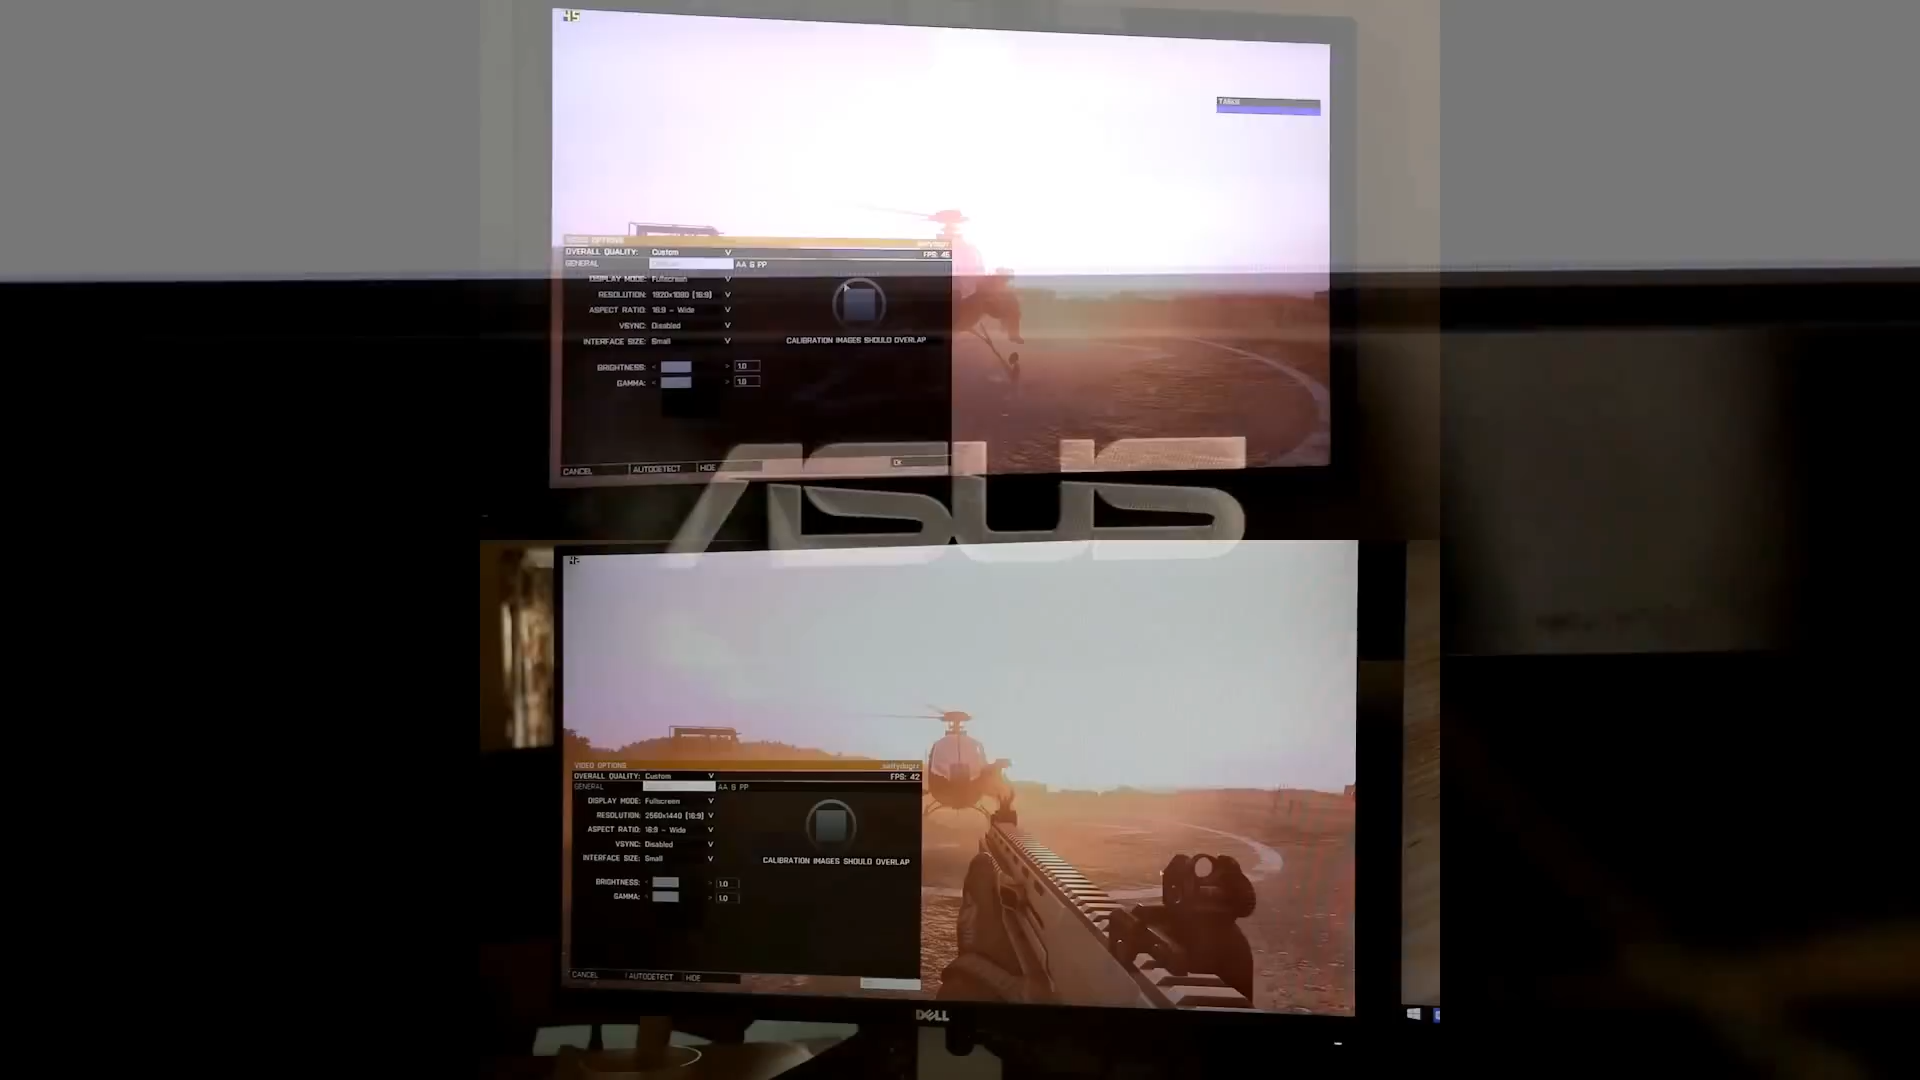 45
TASKS
VIDEO OPTIONS
OVERALL QUALITY: Custom V
FPS: 45
GENERAL AA & PP
DISPLAY MODE: Fullscreen V
RESOLUTION: 1920x1080 [16:9] V
ASPECT RATIO: 16:9 - Wide V
VSYNC: Disabled V
INTERFACE SIZE: Small V
CALIBRATION IMAGES SHOULD OVERLAP
BRIGHTNESS: < > 1.0
GAMMA: < > 1.0
CANCEL AUTODETECT HIDE OK
ASUS
42
VIDEO OPTIONS
OVERALL QUALITY: Custom V
FPS: 42
GENERAL AA & PP
DISPLAY MODE: Fullscreen V
RESOLUTION: 2560x1440 [16:9] V
ASPECT RATIO: 16:9 - Wide V
VSYNC: Disabled V
INTERFACE SIZE: Small V
CALIBRATION IMAGES SHOULD OVERLAP
BRIGHTNESS: < > 1.0
GAMMA: < > 1.0
CANCEL AUTODETECT HIDE
DELL